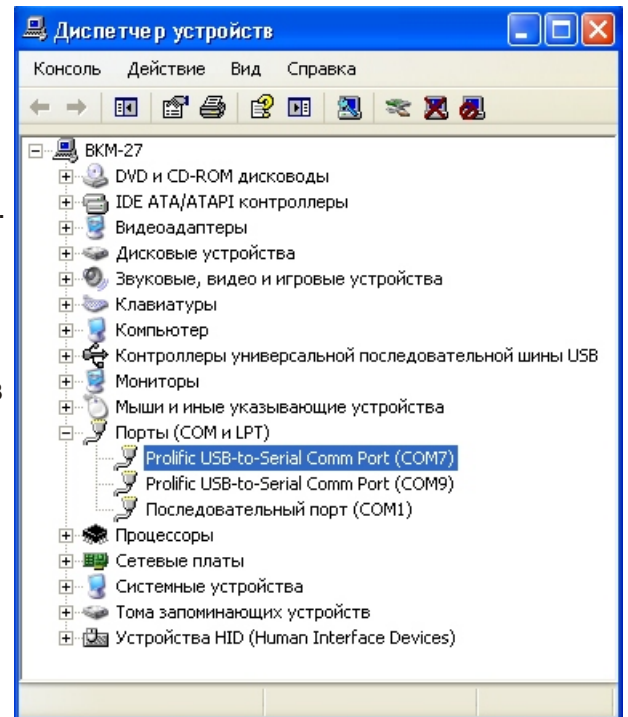 Диспетчер устройств
Консоль Действие Вид Справка
ВКМ-27
DVD и CD-ROM дисководы
IDE ATA/ATAPI контроллеры
Видеоадаптеры
Дисковые устройства
Звуковые, видео и игровые устройства
Клавиатуры
Компьютер
Контроллеры универсальной последовательной шины USB
Мониторы
в
Мыши и иные указывающие устройства
Порты (COM и LPT)
Prolific USB-to-Serial Comm Port (COM7)
Prolific USB-to-Serial Comm Port (COM9)
Последовательный порт (COM1)
Процессоры
Сетевые платы
Системные устройства
Тома запоминающих устройств
Устройства HID (Human Interface Devices)